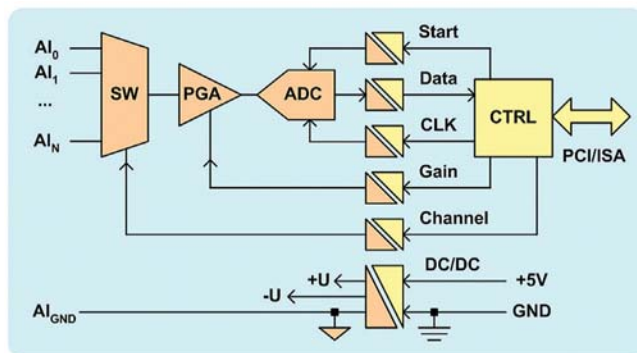 AI0
AI1
...
AIN
SW
PGA
ADC
Start
Data
CLK
Gain
Channel
CTRL
PCI/ISA
DC/DC
+U
-U
+5V
GND
AIGND